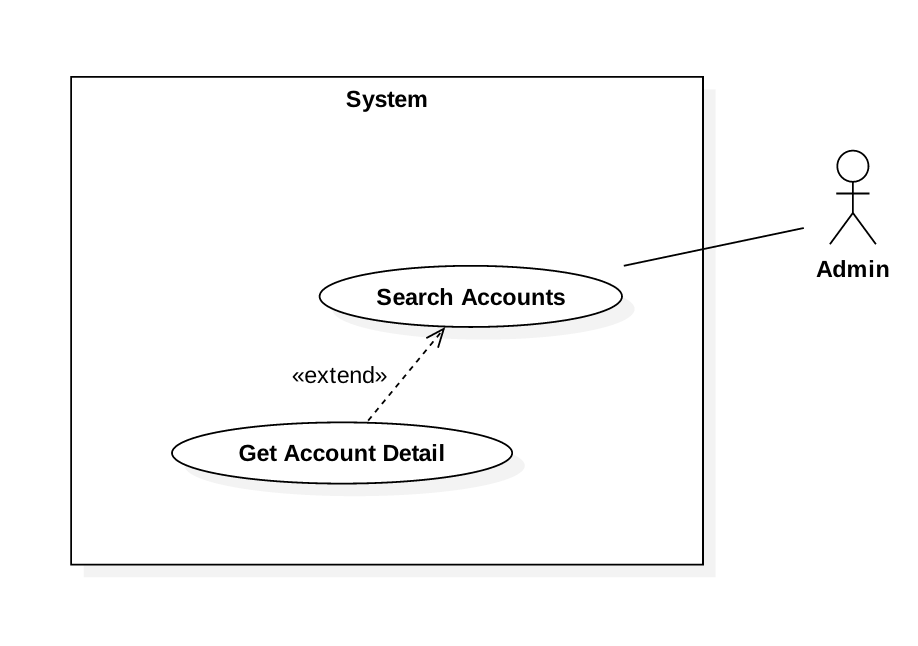 System
Admin
Search Accounts
«extend»
Get Account Detail